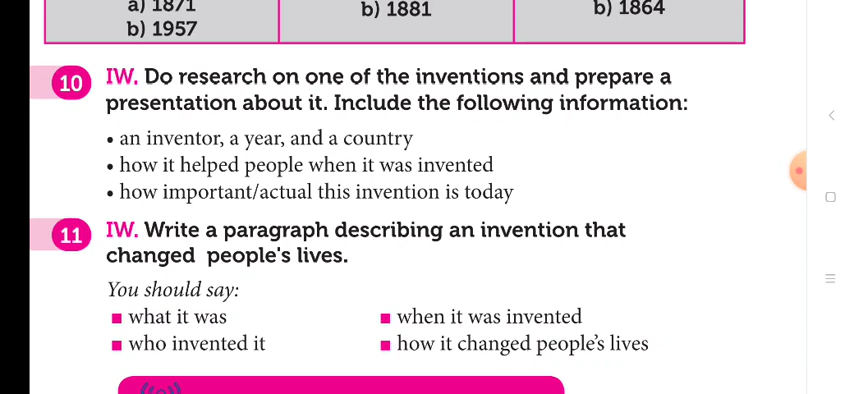 a) 1871
b) 1957
b) 1881
b) 1864
10 IW. Do research on one of the inventions and prepare a
presentation about it. Include the following information:
• an inventor, a year, and a country
• how it helped people when it was invented
• how important/actual this invention is today
11 IW. Write a paragraph describing an invention that
changed people's lives.
You should say:
■ what it was
■ who invented it
■ when it was invented
■ how it changed people's lives